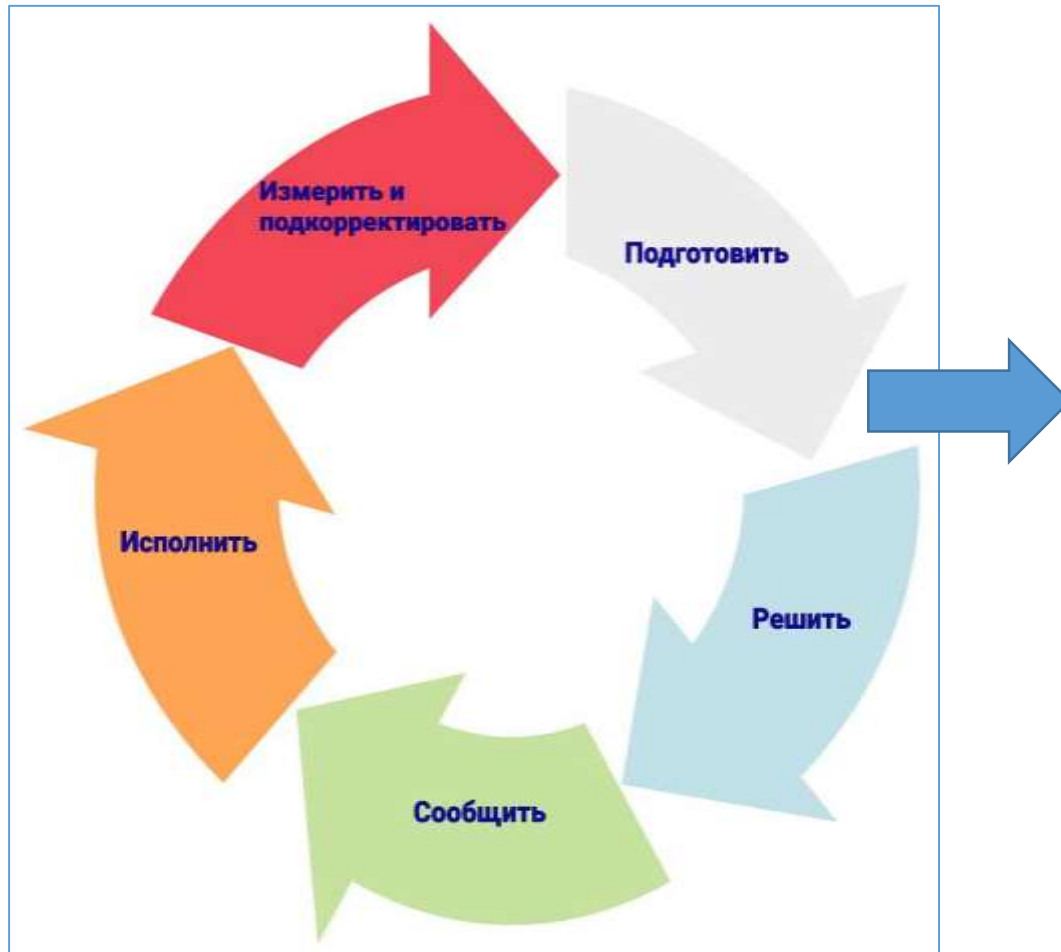 Измерить и
подкорректировать
Подготовить
Решить
Сообщить
Исполнить